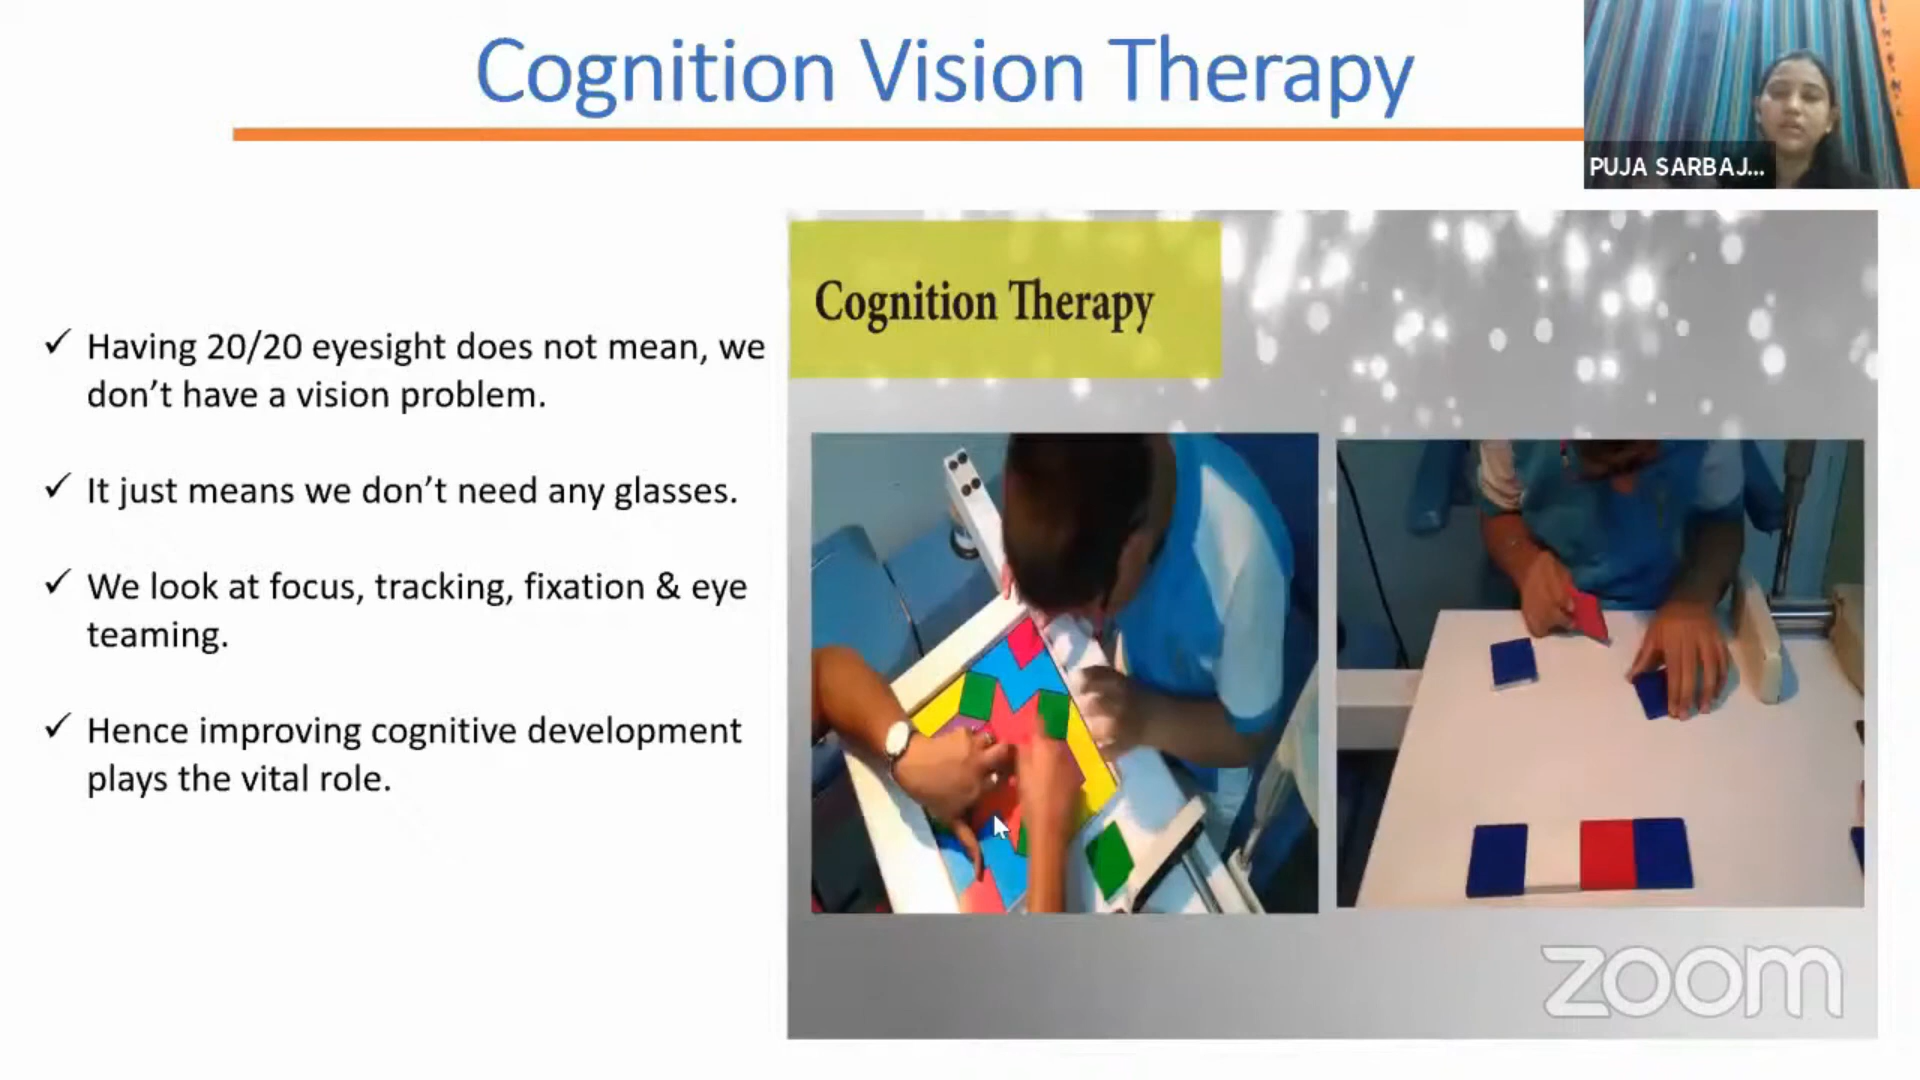 Cognition Vision Therapy
PUJA SARBAJ...
Cognition Therapy
✓ Having 20/20 eyesight does not mean, we
don’t have a vision problem.
✓ It just means we don’t need any glasses.
✓ We look at focus, tracking, fixation & eye
teaming.
✓ Hence improving cognitive development
plays the vital role.
zoom